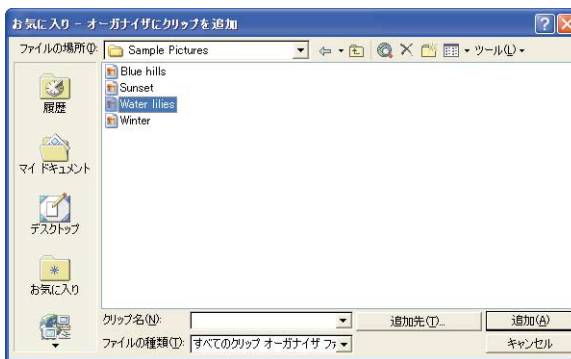 お気に入り - オーガナイザにクリップを追加
ファイルの場所(I): Sample Pictures ツール(L)
Blue hills
Sunset
Water lilies
Winter
履歴
マイ ドキュメント
デスクトップ
お気に入り
クリップ名(N): 追加先(T)... 追加(A)
ファイルの種類(T): すべてのクリップ オーガナイザ ファ キャンセル